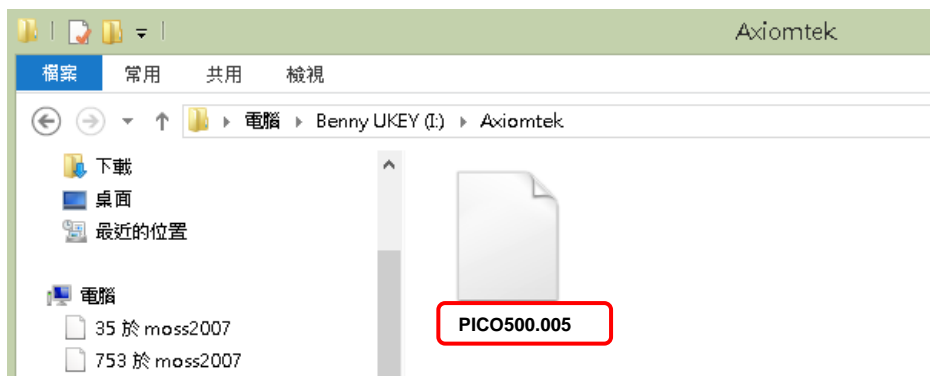 Axiomtek
檔案 常用 共用 檢視
電腦 Benny UKEY (I:) Axiomtek
下載
桌面
最近的位置
電腦
35 於 moss2007
753 於 moss2007
PICO500.005